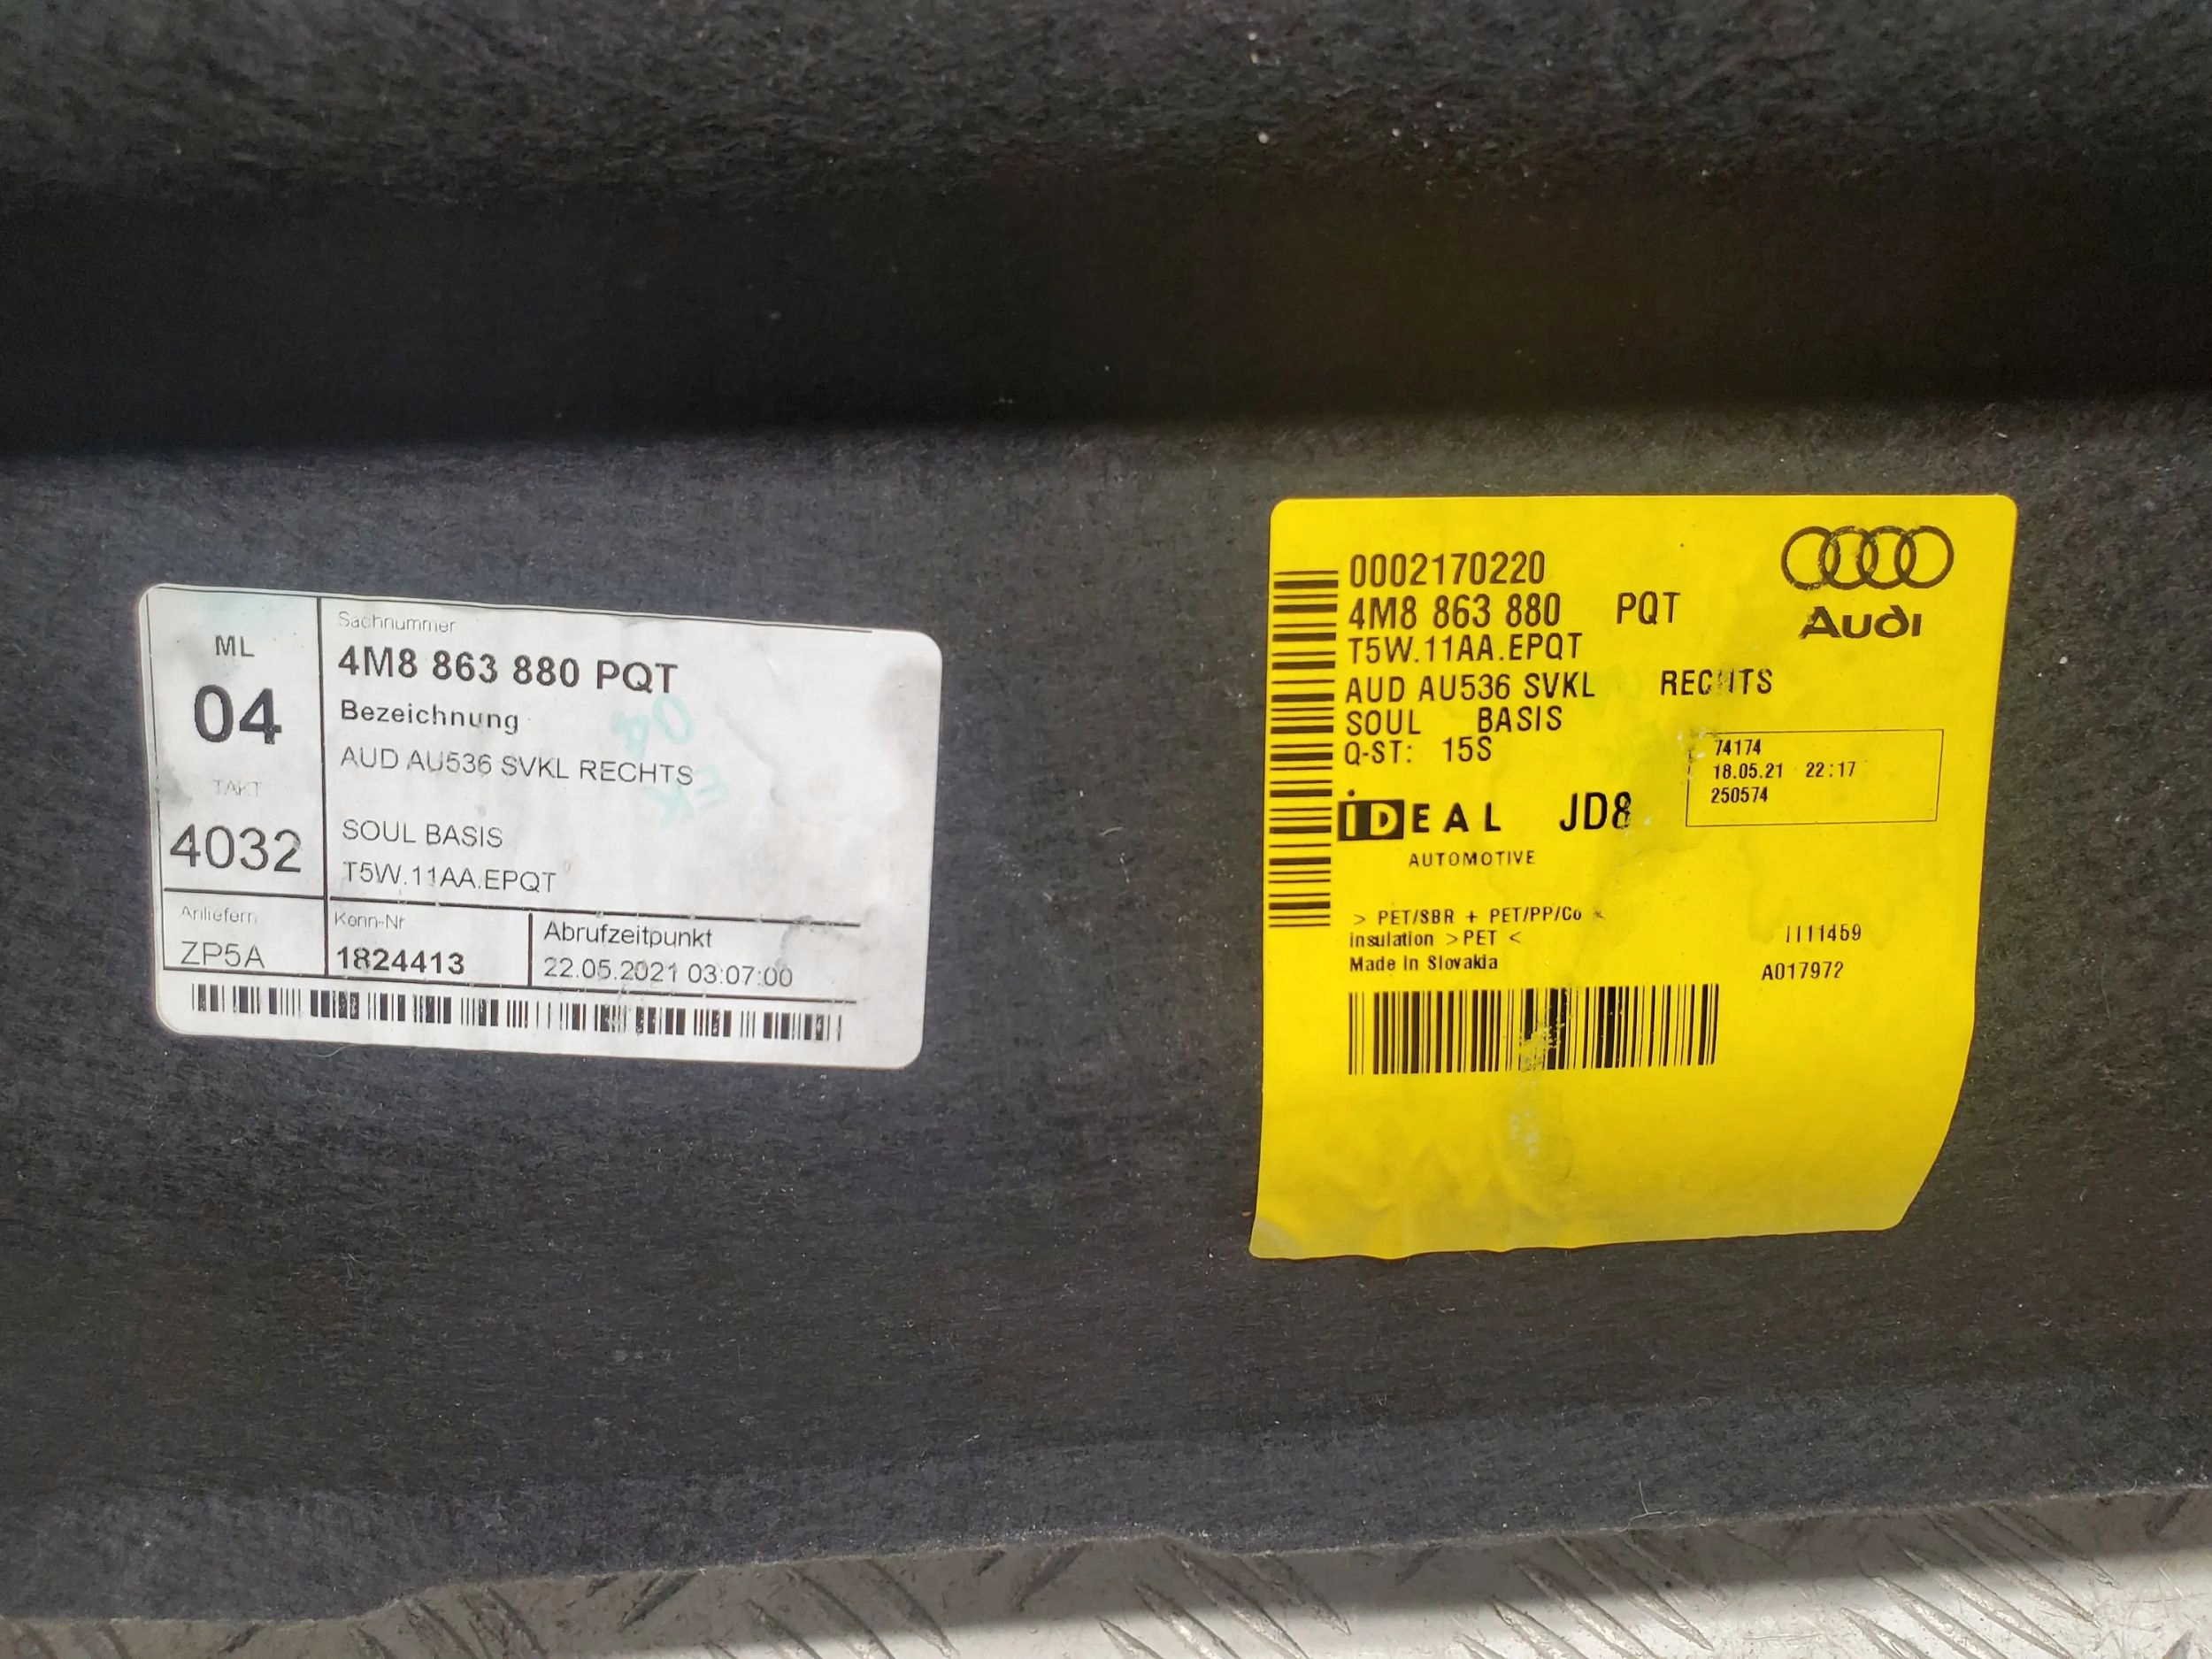 ML
04
TAKT
4032
Anliefern
ZP5A
Sachnummer
4M8 863 880 PQT
Bezeichnung
AUD AU536 SVKL RECHTS
SOUL BASIS
T5W.11AA.EPQT
Kenn-Nr
1824413
Abrufzeitpunkt
22.05.2021 03:07:00
0002170220
4M8 863 880 PQT
T5W.11AA.EPQT
AUD AU536 SVKL RECHTS
SOUL BASIS
Q-ST: 15S
Audi
74174
18.05.21 22:17
250574
iDEAL JD8
AUTOMOTIVE
> PET/SBR + PET/PP/Co <
insulation >PET <
Made in Slovakia
1111459
A017972